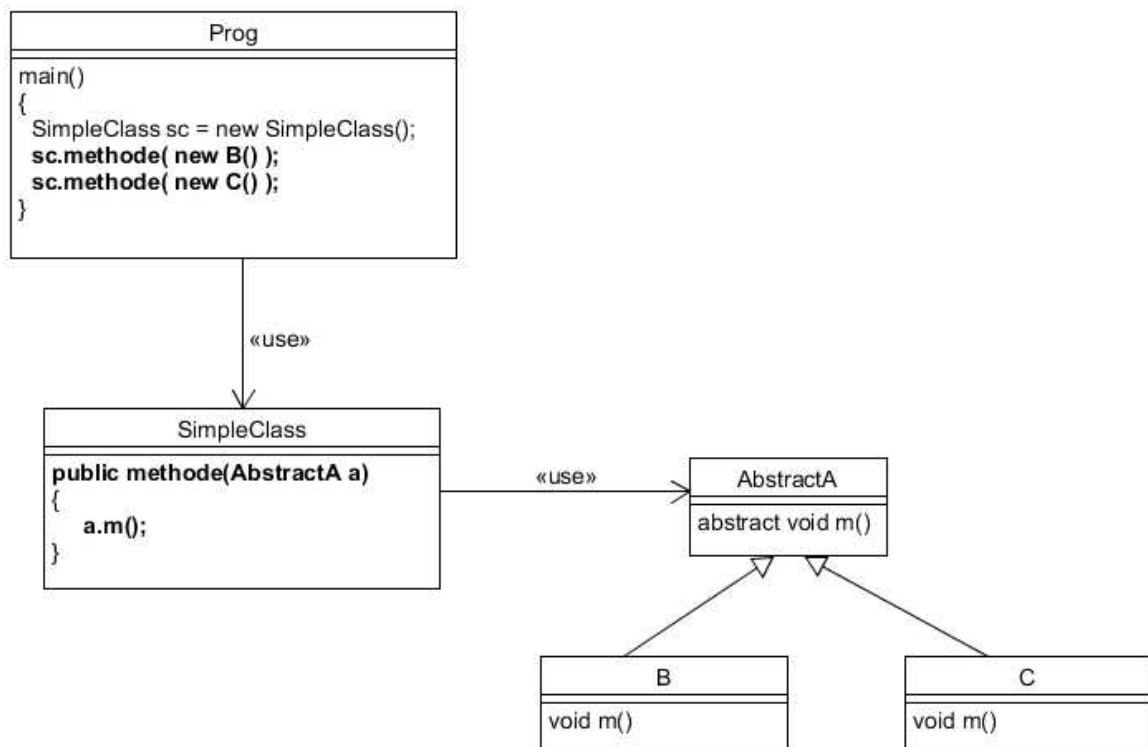 Prog
main()
{
SimpleClass sc = new SimpleClass();
sc.methode( new B() );
sc.methode( new C() );
}
«use»
SimpleClass
public methode(AbstractA a)
{
a.m();
}
«use»
AbstractA
abstract void m()
B
void m()
C
void m()